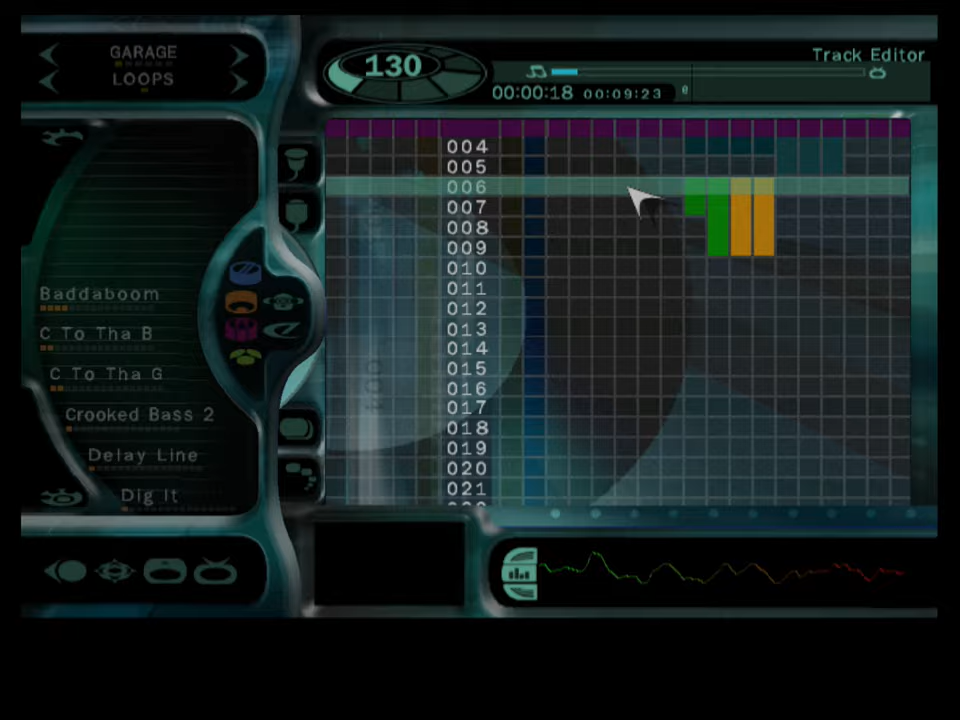 GARAGE
LOOPS
130
Track Editor
00:00:18 00:09:23
004
005
006
007
008
009
010
011
012
013
014
015
016
017
018
019
020
021
Baddaboom
C To Tha B
C To Tha G
Crooked Bass 2
Delay Line
Dig It